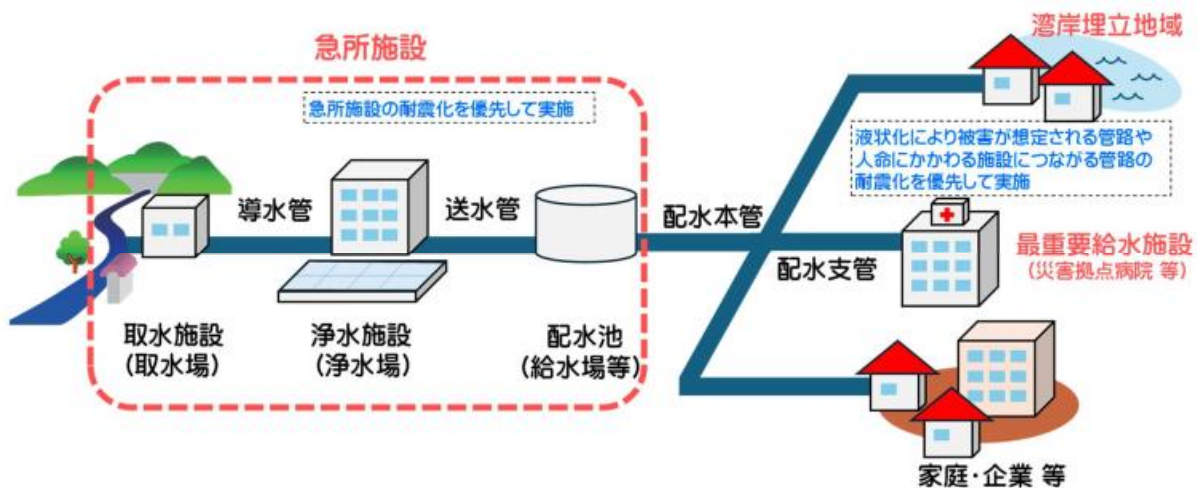 急所施設
急所施設の耐震化を優先して実施
導水管
送水管
取水施設
(取水場)
浄水施設
(浄水場)
配水池
(給水場等)
配水本管
配水支管
湾岸埋立地域
液状化により被害が想定される管路や
人命にかかわる施設につながる管路の
耐震化を優先して実施
最重要給水施設
(災害拠点病院 等)
家庭・企業 等